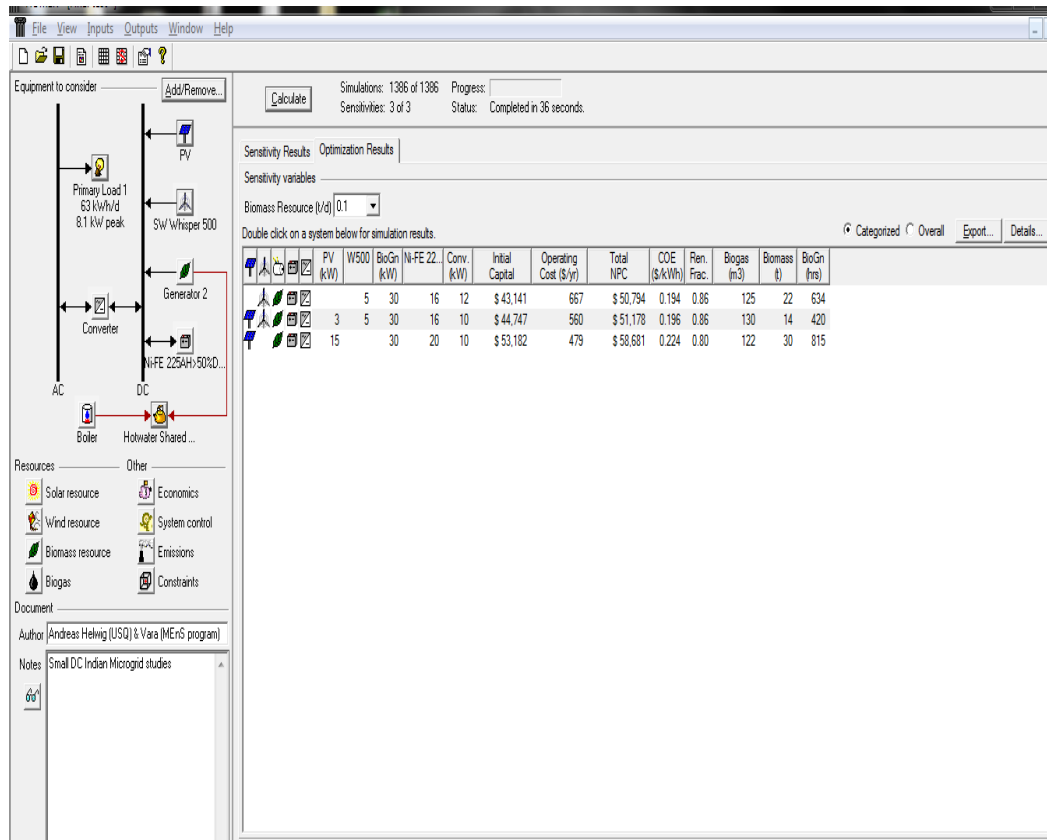 File View Inputs Outputs Window Help
Equipment to consider Add/Remove...
Calculate
Simulations: 1386 of 1386 Progress:
Sensitivities: 3 of 3 Status: Completed in 36 seconds.
PV
Primary Load 1
63 kWh/d
8.1 kW peak
SW Whisper 500
Generator 2
Converter
Ni-FE 225AH>50%D...
AC DC
Boiler Hotwater Shared ...
Resources Other
Solar resource Economics
Wind resource System control
Biomass resource Emissions
Biogas Constraints
Document
Author Andreas Helwig (USQ) & Vara (MEnS program)
Notes Small DC Indian Microgrid studies
Sensitivity Results Optimization Results
Sensitivity variables
Biomass Resource (t/d) 0.1
Double click on a system below for simulation results. Categorized Overall Export... Details...
PV (kW) W500 BioGn (kW) Ni-FE 22... Conv. (kW) Initial Capital Operating Cost ($/yr) Total NPC COE ($/kWh) Ren. Frac. Biogas (m3) Biomass (t) BioGn (hrs)
5 30 16 12 $ 43,141 667 $ 50,794 0.194 0.86 125 22 634
3 5 30 16 10 $ 44,747 560 $ 51,178 0.196 0.86 130 14 420
15 30 20 10 $ 53,182 479 $ 58,681 0.224 0.80 122 30 815